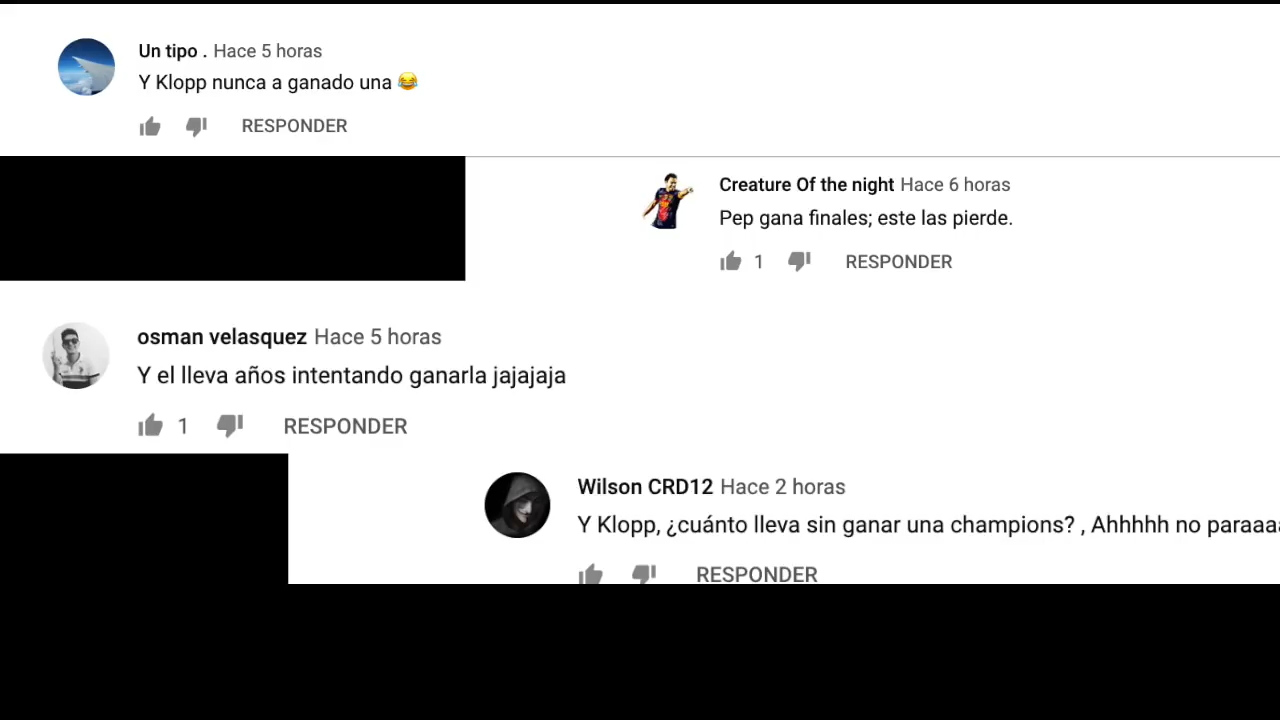 Un tipo . Hace 5 horas
Y Klopp nunca a ganado una 😂
RESPONDER
Creature Of the night Hace 6 horas
Pep gana finales; este las pierde.
1 RESPONDER
osman velasquez Hace 5 horas
Y el lleva años intentando ganarla jajajaja
1 RESPONDER
Wilson CRD12 Hace 2 horas
Y Klopp, ¿cuánto lleva sin ganar una champions? , Ahhhhh no paraaaa
RESPONDER